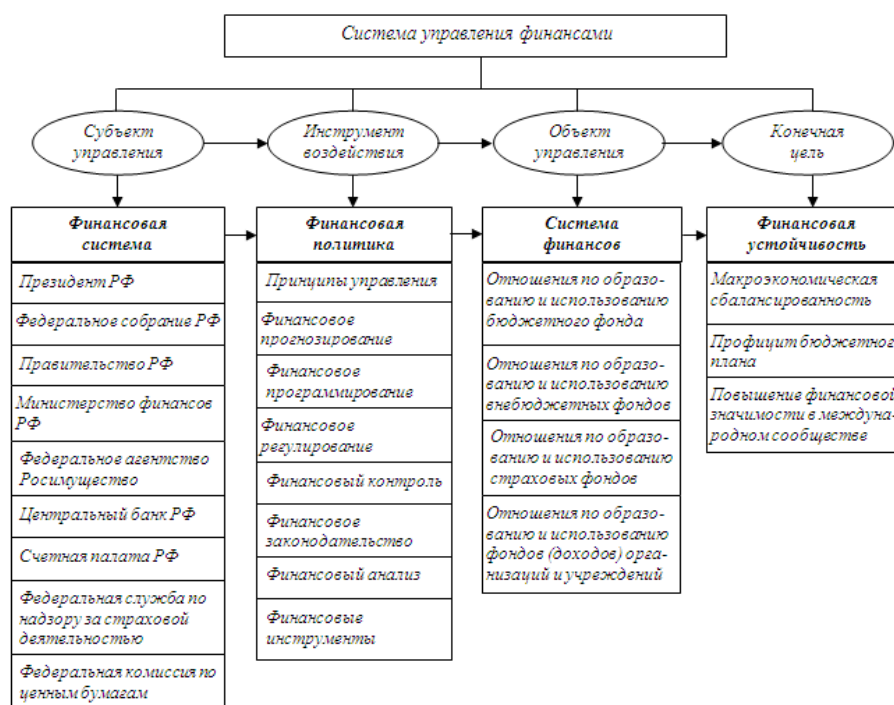 Система управления финансами
Субъект
управления
Инструмент
воздействия
Объект
управления
Конечная
цель
Финансовая
система
Президент РФ
Федеральное собрание РФ
Правительство РФ
Министерство финансов
РФ
Федеральное агентство
Росимущество
Центральный банк РФ
Счетная палата РФ
Федеральная служба по
надзору за страховой
деятельностью
Федеральная комиссия по
ценным бумагам
Финансовая
политика
Принципы управления
Финансовое
прогнозирование
Финансовое
программирование
Финансовое
регулирование
Финансовый контроль
Финансовое
законодательство
Финансовый анализ
Финансовые
инструменты
Система
финансов
Отношения по образо-
ванию и использованию
бюджетного фонда
Отношения по образо-
ванию и использованию
внебюджетных фондов
Отношения по образо-
ванию и использованию
страховых фондов
Отношения по образо-
ванию и использованию
фондов (доходов) орга-
низаций и учреждений
Финансовая
устойчивость
Макроэкономическая
сбалансированность
Профицит бюджетного
плана
Повышение финансовой
значимости в междуна-
родном сообществе